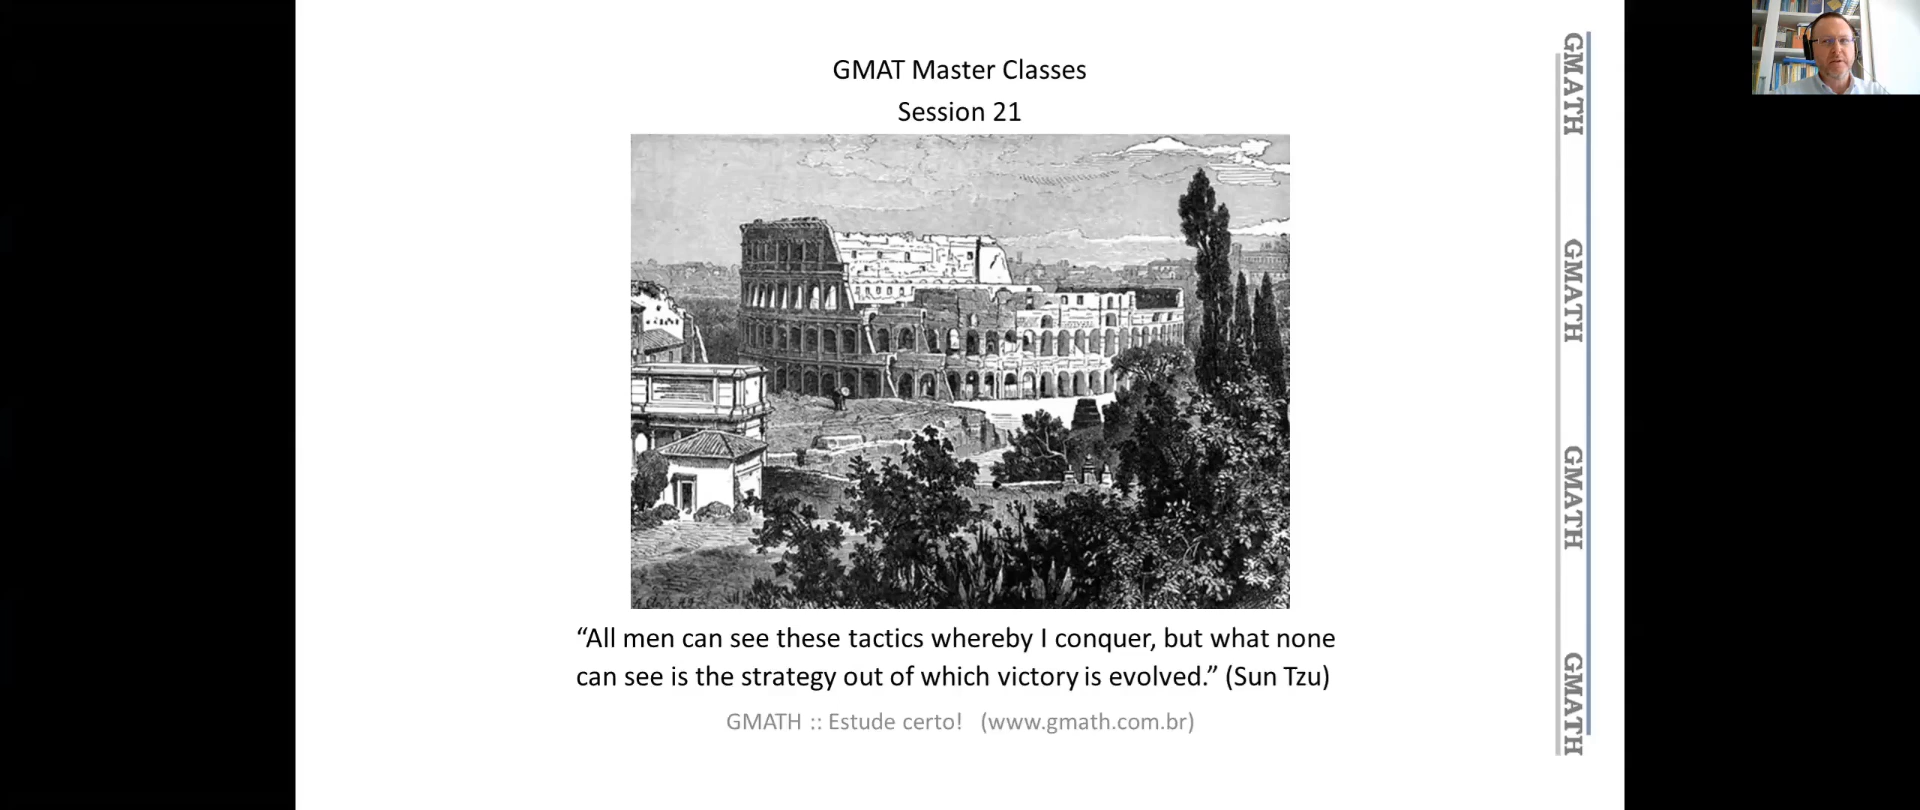 GMAT Master Classes
Session 21
“All men can see these tactics whereby I conquer, but what none
can see is the strategy out of which victory is evolved.” (Sun Tzu)
GMATH :: Estude certo! (www.gmath.com.br)
GMATH
GMATH
GMATH
GMATH